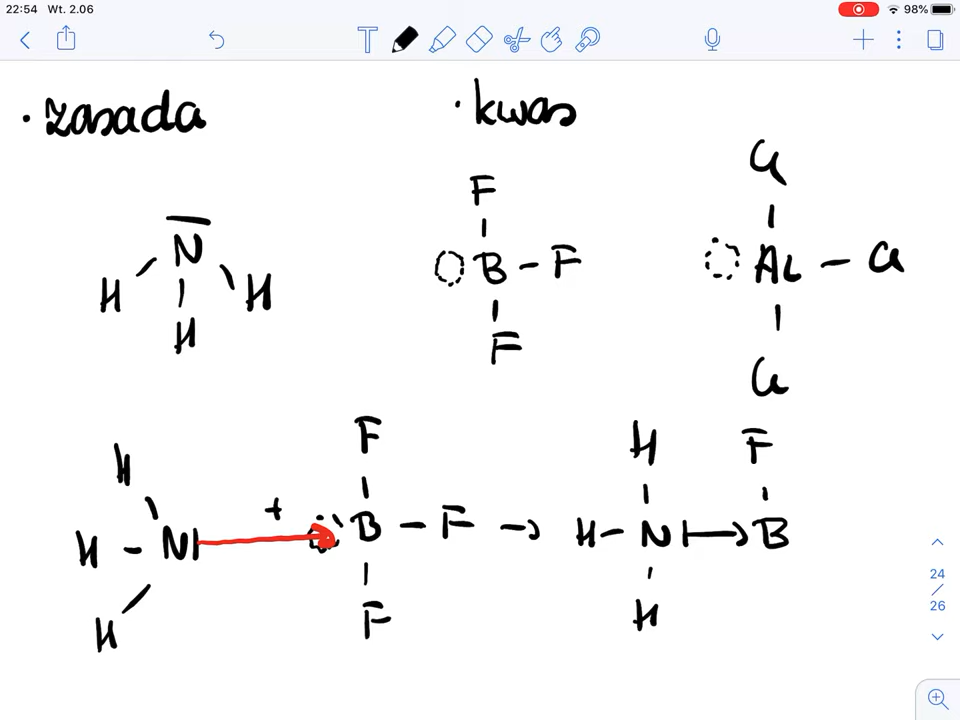 22:54 Wt. 2.06 98%
T
• zasada • kwas
Cl
F
N B – F Al – Cl
H H
H F
Cl
F H F
H
H – N + B – F → H – N → B
H F H
24
/
26